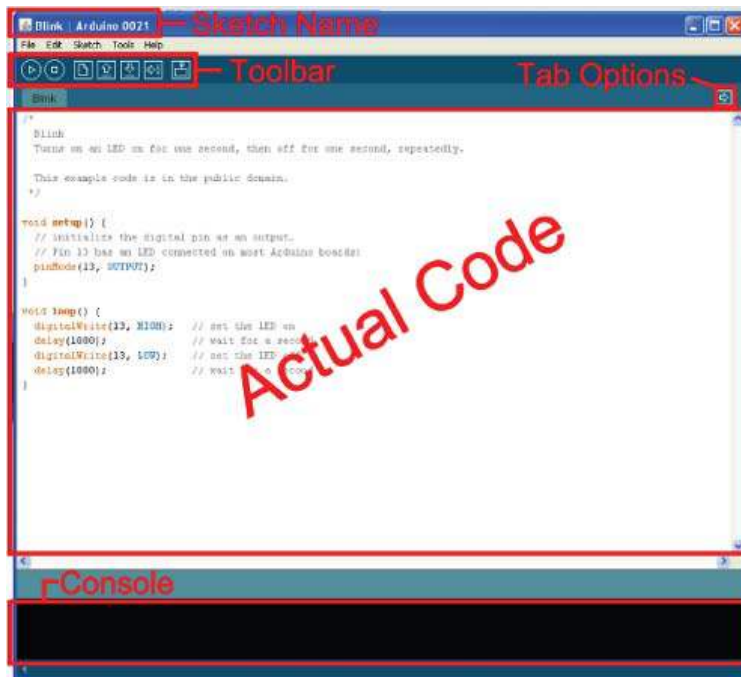 Blink | Arduino 0021
Sketch Name
File Edit Sketch Tools Help
Toolbar
Tab Options
Blink
/*
Blink
Turns on an LED on for one second, then off for one second, repeatedly.
This example code is in the public domain.
*/
void setup() {
// initialize the digital pin as an output.
// Pin 13 has an LED connected on most Arduino boards:
pinMode(13, OUTPUT);
}
void loop() {
digitalWrite(13, HIGH); // set the LED on
delay(1000); // wait for a second
digitalWrite(13, LOW); // set the LED
delay(1000); // wait for a second
}
Actual Code
Console